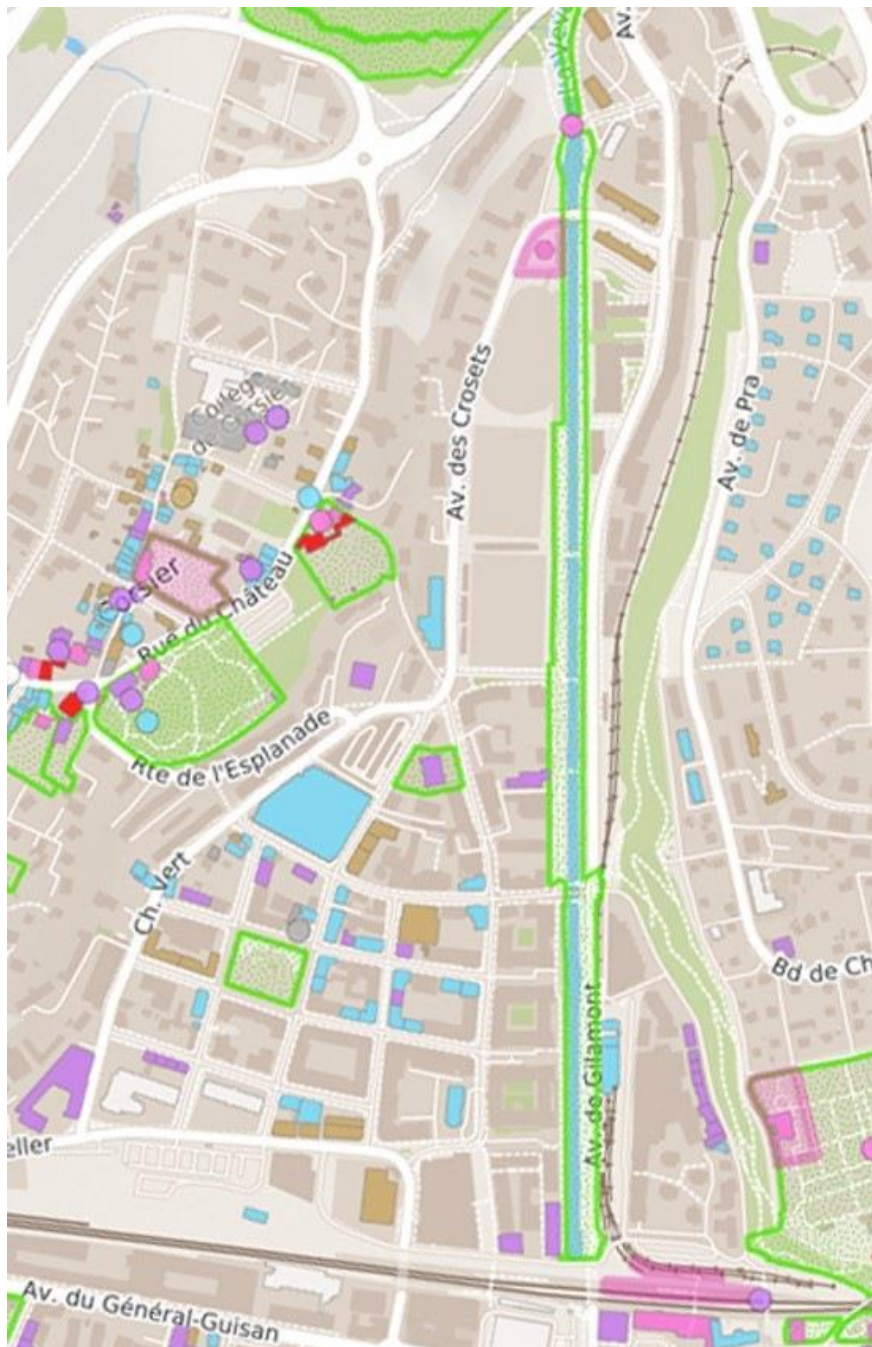 Av.
Collège
de Corsier
Av. des Crosets
Av. de Pra
Corsier
Rue du Château
Rte de l'Esplanade
Ch. Vert
Bd de Ch
Av. de Gilamont
eller
Av. du Général-Guisan